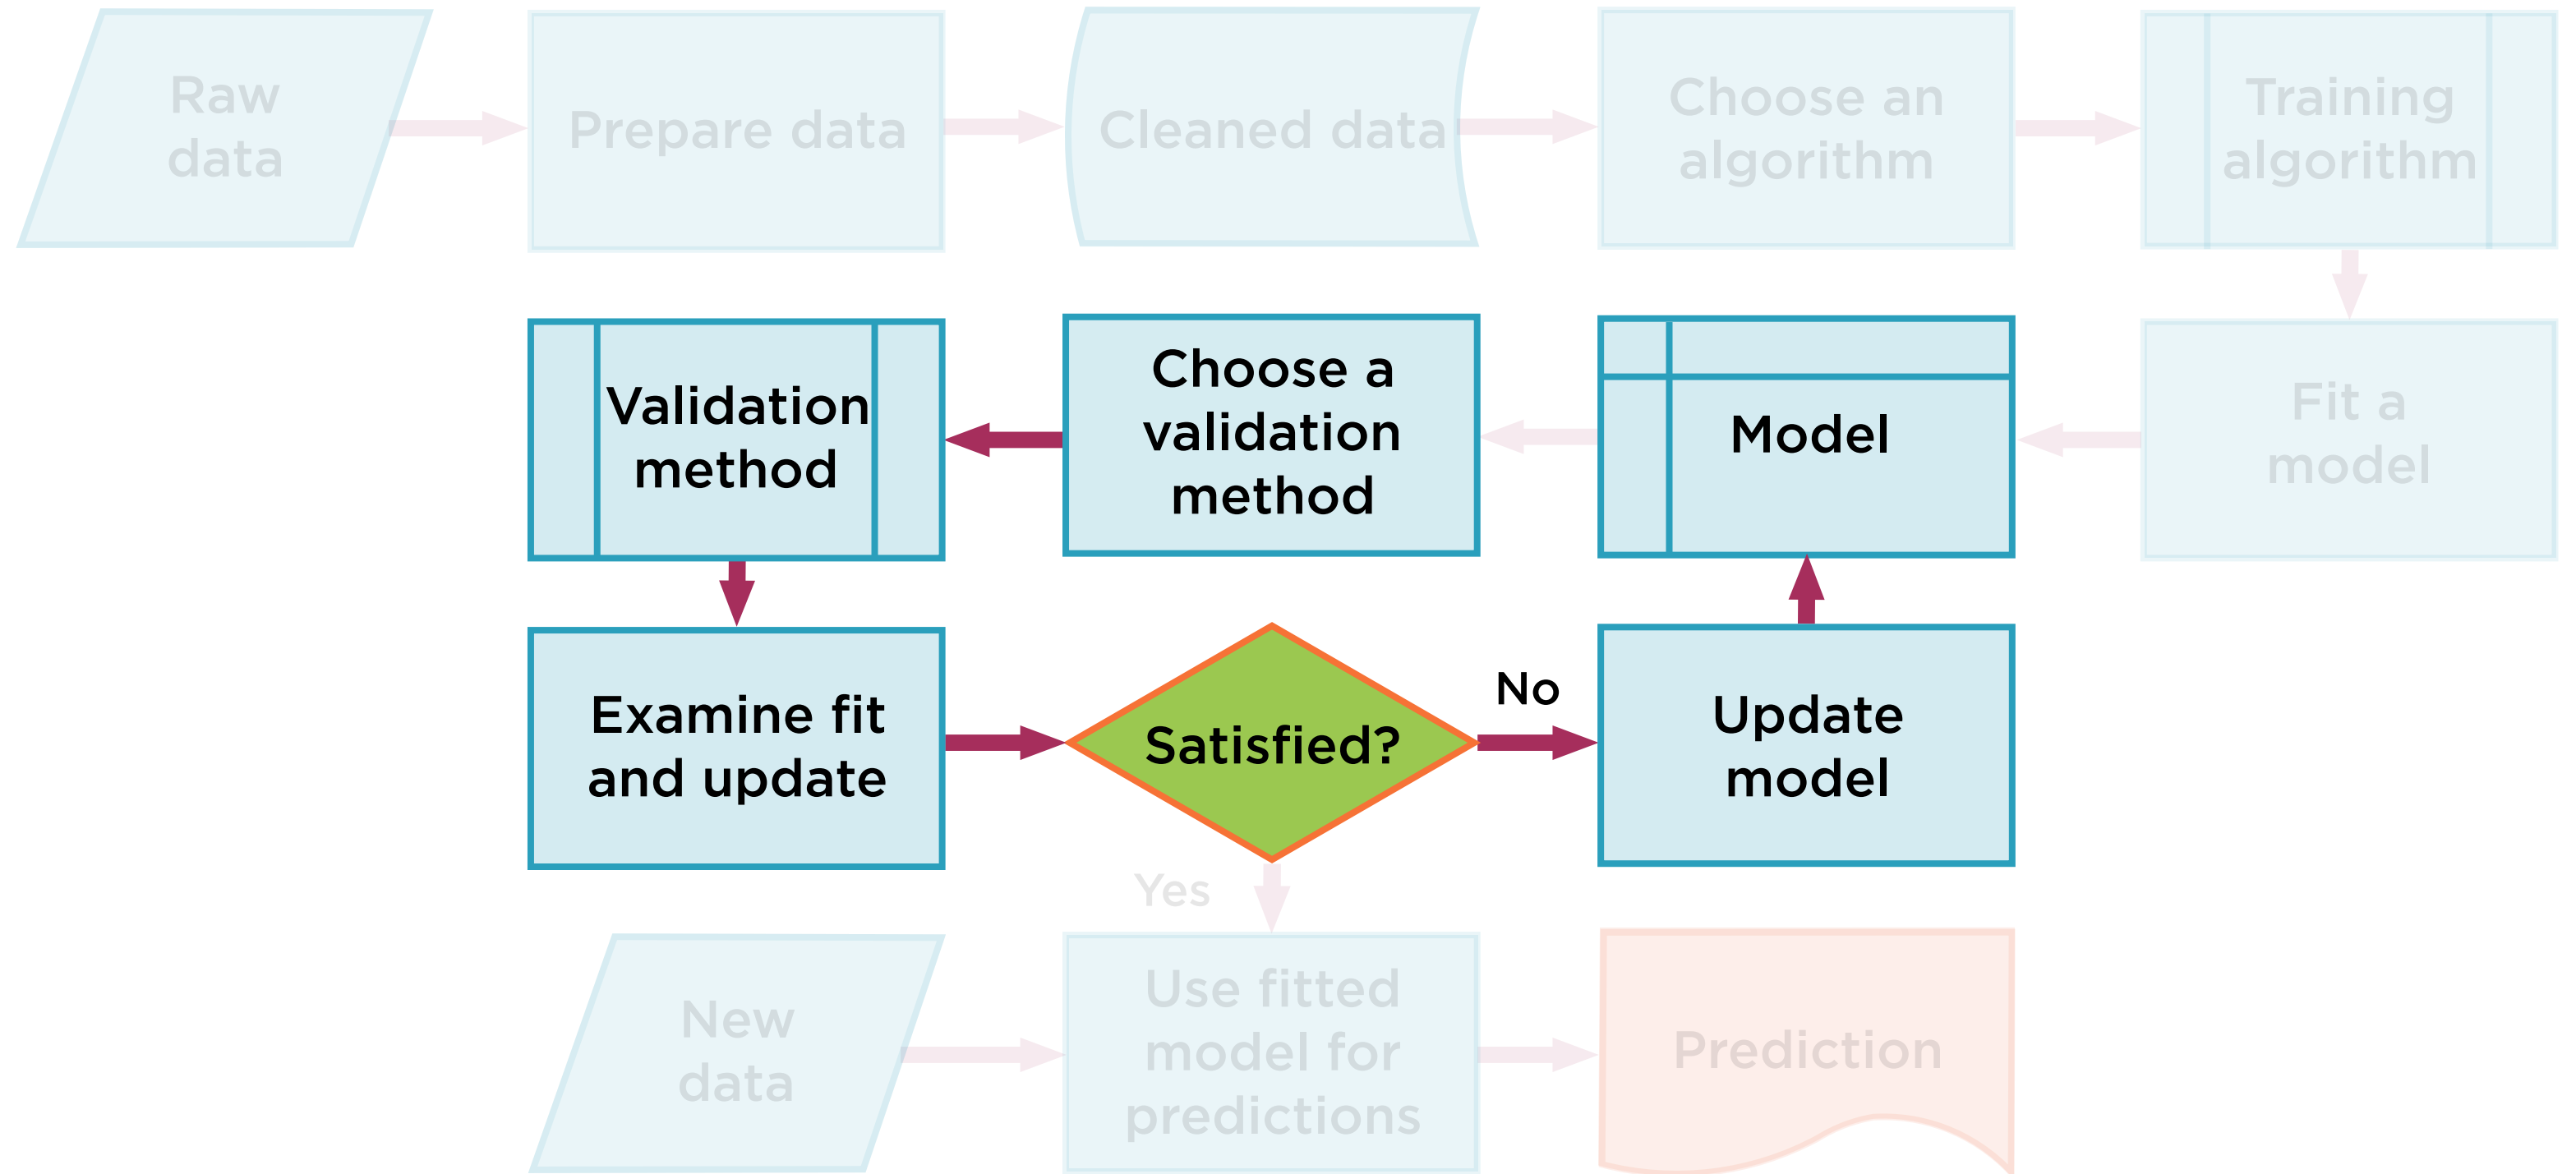 Raw
data
Prepare data
Cleaned data
Choose an
algorithm
Training
algorithm
Validation
method
Choose a
validation
method
Model
Fit a
model
Examine fit
and update
Satisfied?
No
Update
model
Yes
New
data
Use fitted
model for
predictions
Prediction